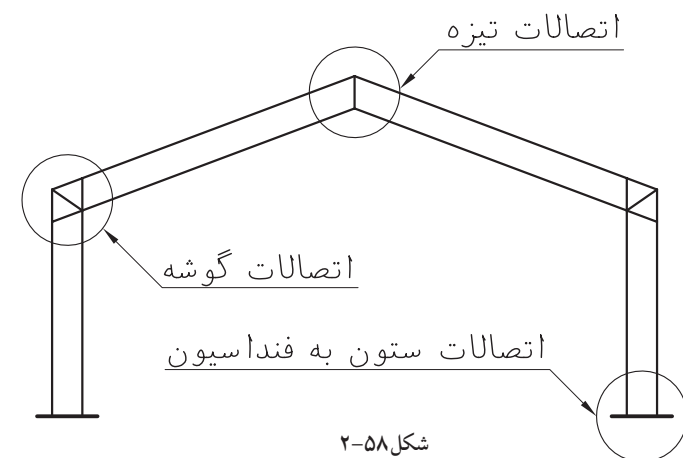 اتصالات تیزه
اتصالات گوشه
اتصالات ستون به فنداسیون
شکل۵۸-۲